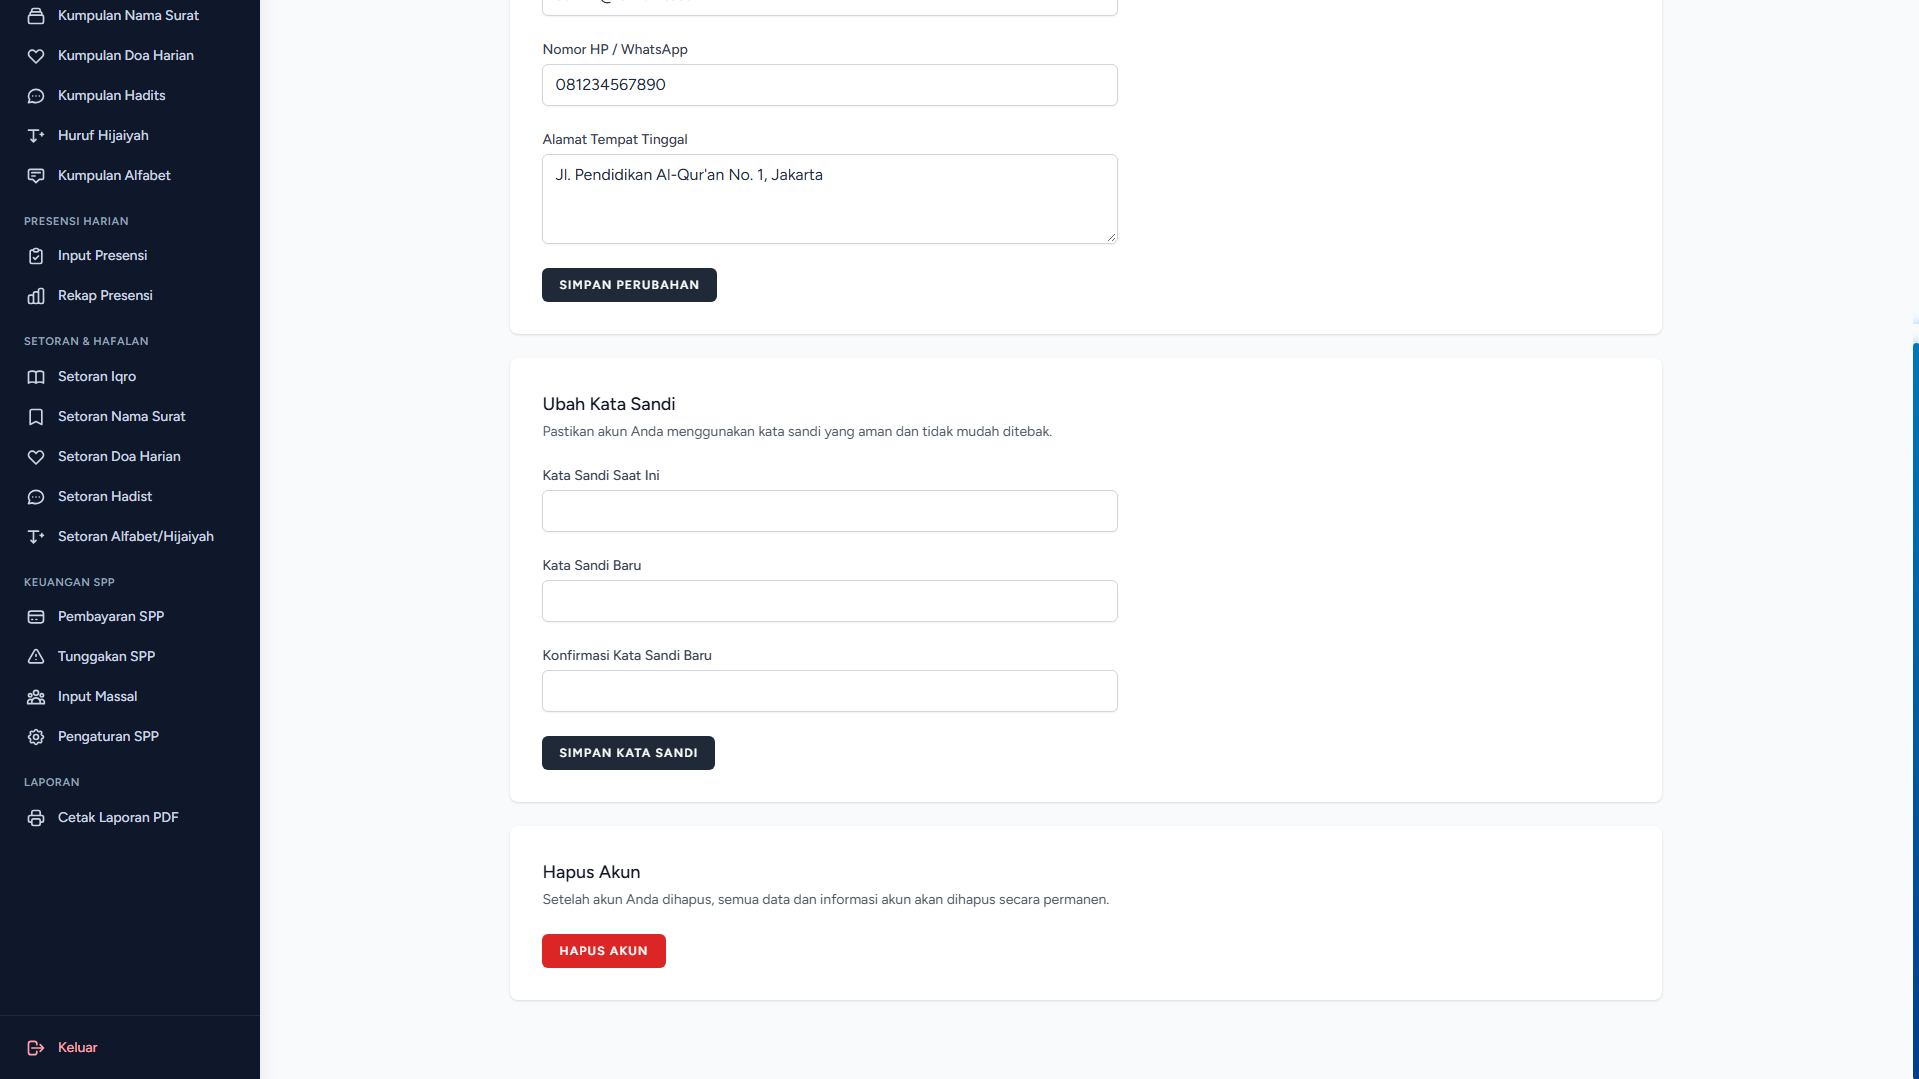 Kumpulan Nama Surat
Kumpulan Doa Harian
Kumpulan Hadits
Huruf Hijaiyah
Kumpulan Alfabet
PRESENSI HARIAN
Input Presensi
Rekap Presensi
SETORAN & HAFALAN
Setoran Iqro
Setoran Nama Surat
Setoran Doa Harian
Setoran Hadist
Setoran Alfabet/Hijaiyah
KEUANGAN SPP
Pembayaran SPP
Tunggakan SPP
Input Massal
Pengaturan SPP
LAPORAN
Cetak Laporan PDF
Keluar
Nomor HP / WhatsApp
081234567890
Alamat Tempat Tinggal
Jl. Pendidikan Al-Qur'an No. 1, Jakarta
SIMPAN PERUBAHAN
Ubah Kata Sandi
Pastikan akun Anda menggunakan kata sandi yang aman dan tidak mudah ditebak.
Kata Sandi Saat Ini
Kata Sandi Baru
Konfirmasi Kata Sandi Baru
SIMPAN KATA SANDI
Hapus Akun
Setelah akun Anda dihapus, semua data dan informasi akun akan dihapus secara permanen.
HAPUS AKUN